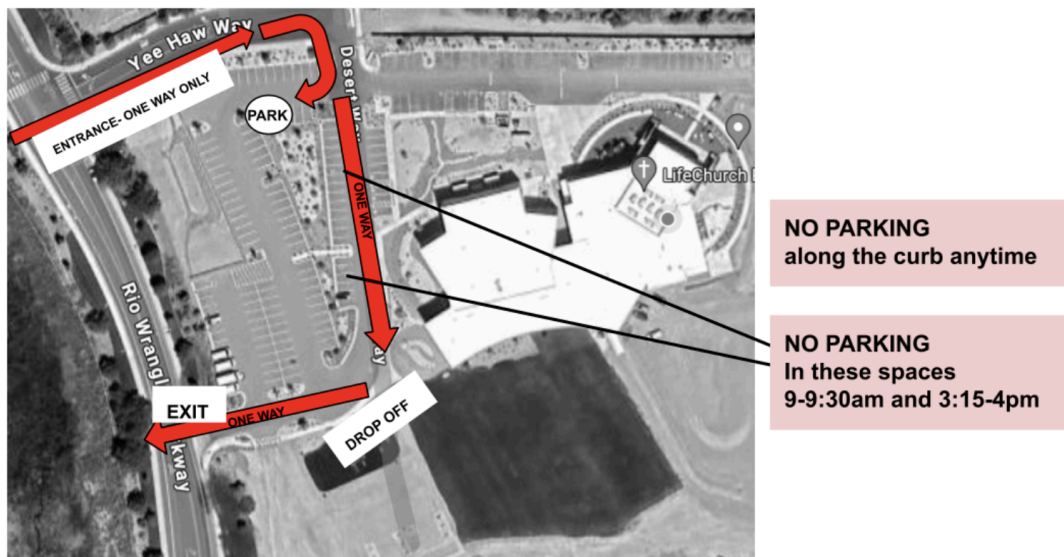 Yee Haw Way
ENTRANCE- ONE WAY ONLY
PARK
Desert
ONE WAY
LifeChurch
NO PARKING
along the curb anytime
NO PARKING
In these spaces
9-9:30am and 3:15-4pm
Rio Wrangl
kway
EXIT
ONE WAY
DROP OFF